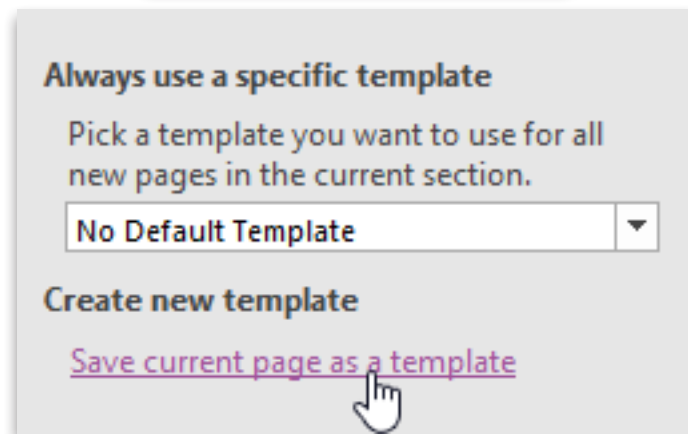 Always use a specific template
Pick a template you want to use for all
new pages in the current section.
No Default Template
Create new template
Save current page as a template